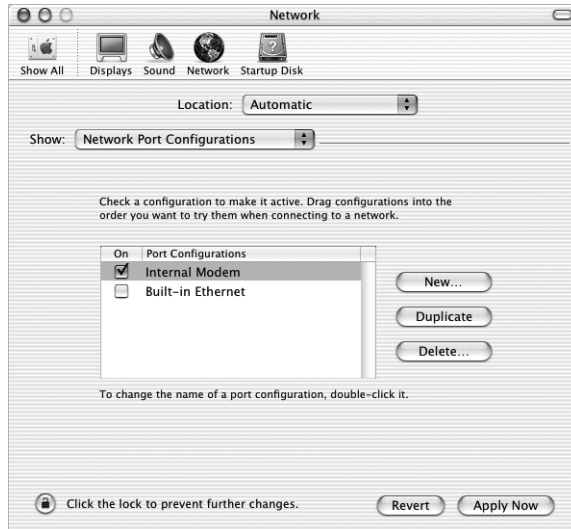 Network
Show All Displays Sound Network Startup Disk
Location: Automatic
Show: Network Port Configurations
Check a configuration to make it active. Drag configurations into the
order you want to try them when connecting to a network.
On Port Configurations
Internal Modem
Built-in Ethernet
New...
Duplicate
Delete...
To change the name of a port configuration, double-click it.
Click the lock to prevent further changes.
Revert Apply Now